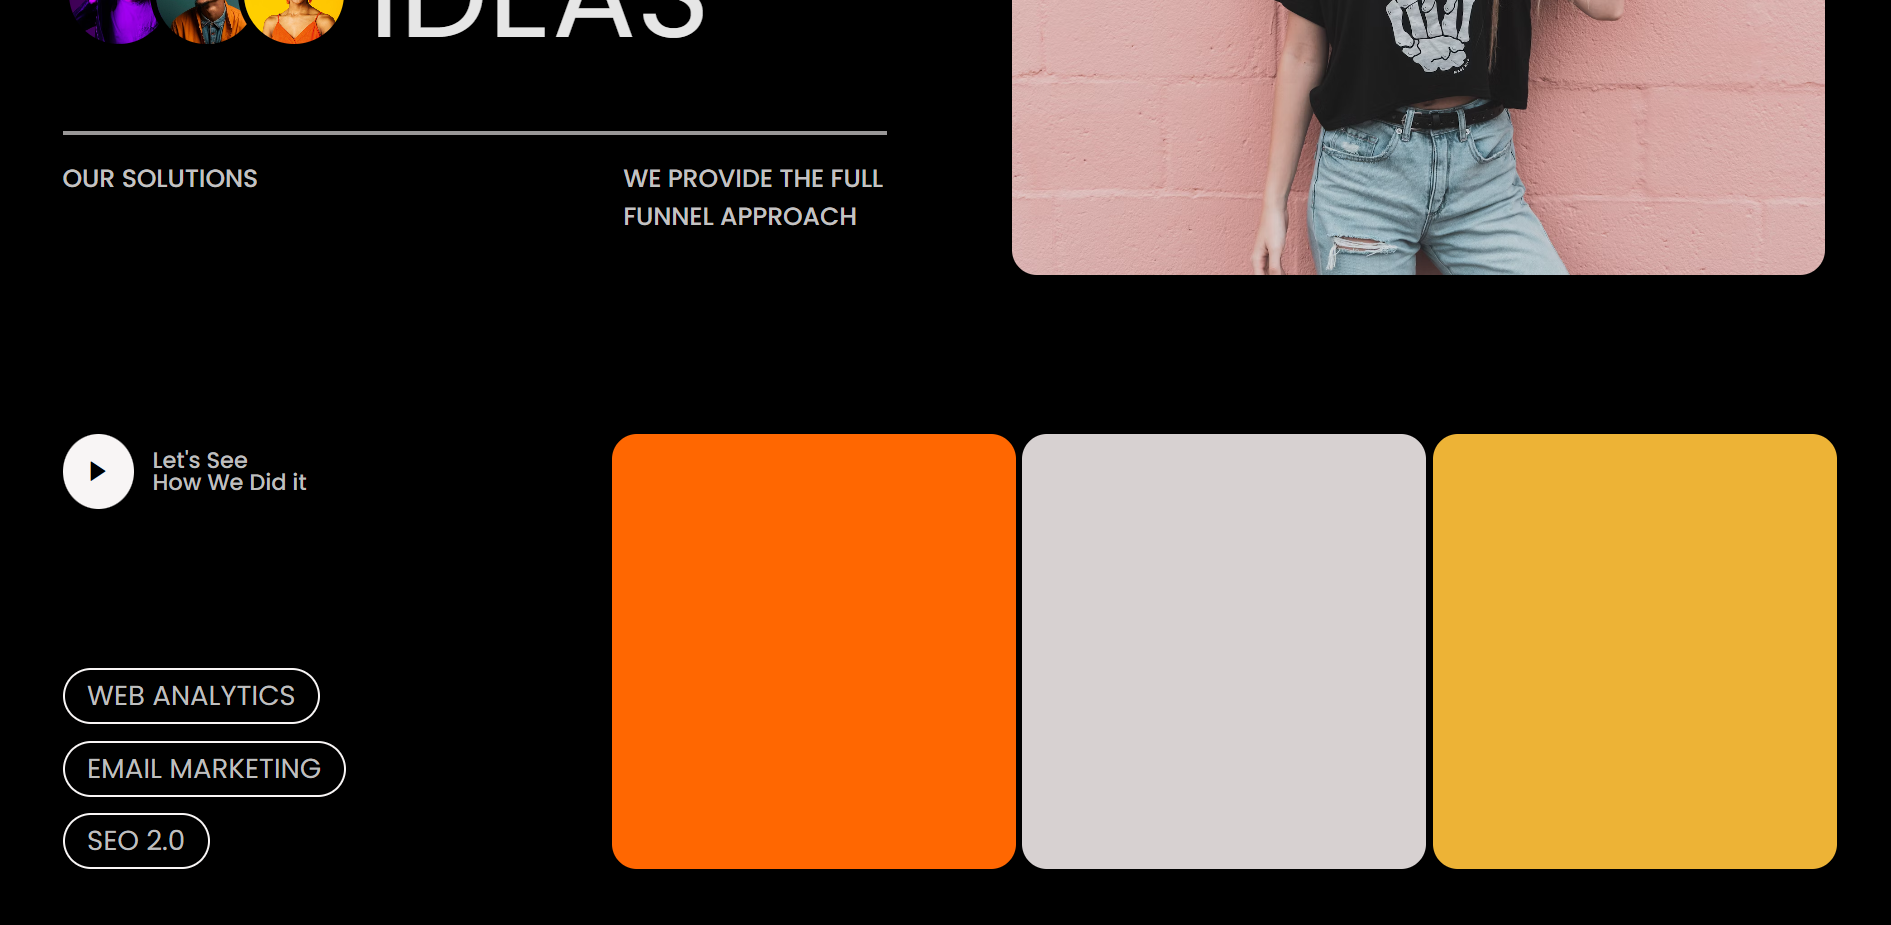 IDEAS
OUR SOLUTIONS
WE PROVIDE THE FULL
FUNNEL APPROACH
Let's See
How We Did it
WEB ANALYTICS
EMAIL MARKETING
SEO 2.0